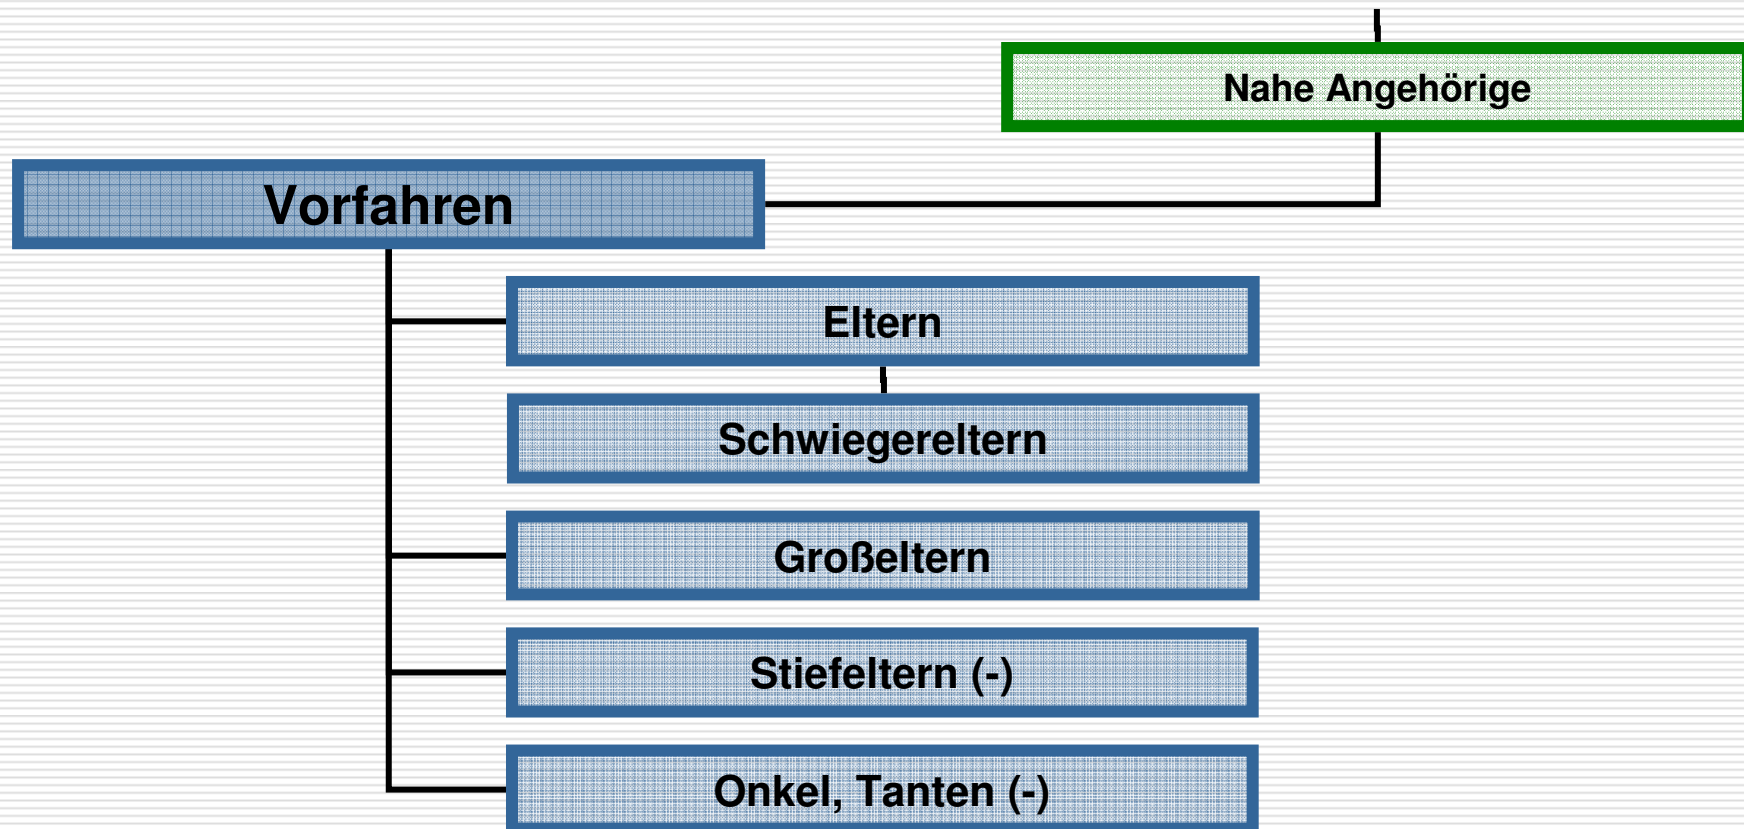 Nahe Angehörige
Vorfahren
Eltern
Schwiegereltern
Großeltern
Stiefeltern (-)
Onkel, Tanten (-)